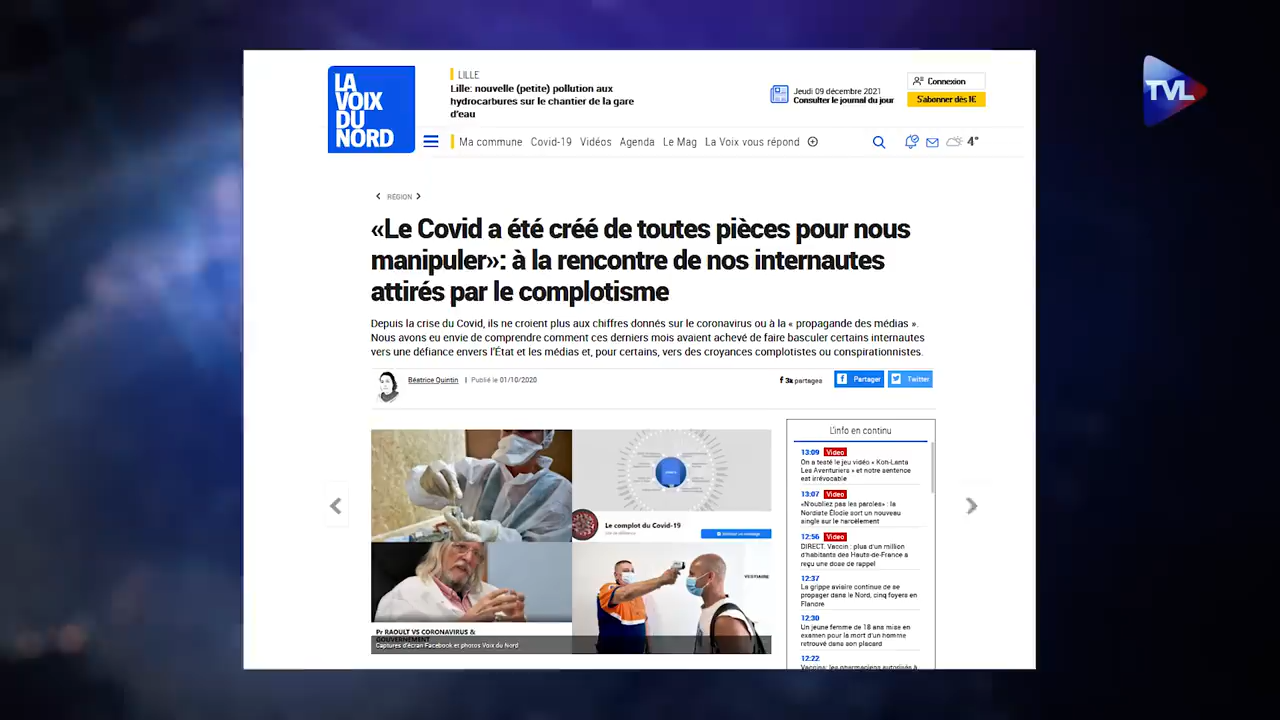 TVL
LA
VOIX
DU
NORD
LILLE
Lille: nouvelle (petite) pollution aux
hydrocarbures sur le chantier de la gare
d'eau
Jeudi 09 décembre 2021
Consulter le journal du jour
Connexion
S'abonner dès 1€
Ma commune Covid-19 Vidéos Agenda Le Mag La Voix vous répond
4°
RÉGION
«Le Covid a été créé de toutes pièces pour nous
manipuler»: à la rencontre de nos internautes
attirés par le complotisme
Depuis la crise du Covid, ils ne croient plus aux chiffres donnés sur le coronavirus ou à la « propagande des médias ».
Nous avons eu envie de comprendre comment ces derniers mois avaient achevé de faire basculer certains internautes
vers une défiance envers l'État et les médias et, pour certains, vers des croyances complotistes ou conspirationnistes.
Béatrice Quintin | Publié le 01/10/2020
3k partages
Partager
Twitter
Le complot du Covid-19
VESTIAIRE
Pr RAOULT VS CORONAVIRUS &
GOUVERNEMENT
Captures d'écran Facebook et photos Voix du Nord
L'info en continu
13:09 Video
On a testé le jeu vidéo « Koh-Lanta
Les Aventuriers » et notre sentence
est irrévocable
13:07 Video
«N'oubliez pas les paroles» : la
Nordiste Élodie sort un nouveau
single sur le harcèlement
12:56 Video
DIRECT. Vaccin : plus d'un million
d'habitants des Hauts-de-France a
reçu une dose de rappel
12:37
La grippe aviaire continue de se
propager dans le Nord, cinq foyers en
Flandre
12:30
Un jeune femme de 18 ans mise en
examen pour la mort d'un homme
retrouvé dans son placard
12:22
Vaccins: les pharmaciens autorisés à